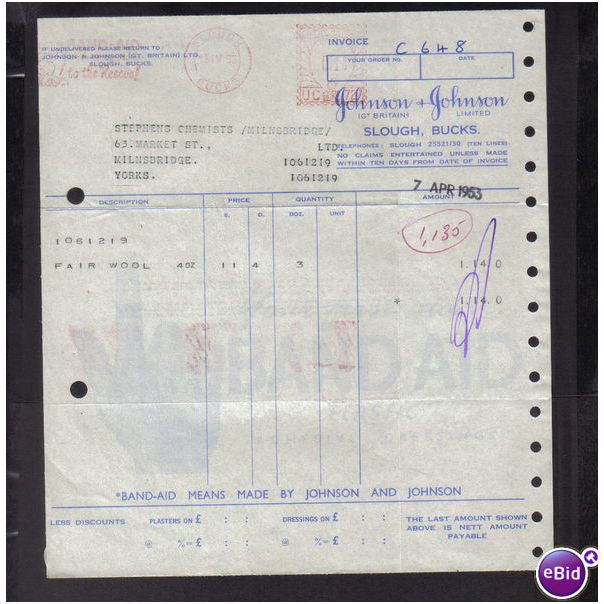 IF UNDELIVERED PLEASE RETURN TO:
JOHNSON & JOHNSON (GT. BRITAIN) LTD.
SLOUGH, BUCKS.
to the Rescue!
SLOUGH
BUCKS
INVOICE
C 648
YOUR ORDER No.
DATE
Johnson + Johnson
(GT BRITAIN) LIMITED
SLOUGH, BUCKS.
TELEPHONES: SLOUGH 25521/30 (TEN LINES)
NO CLAIMS ENTERTAINED UNLESS MADE
WITHIN TEN DAYS FROM DATE OF INVOICE
STEPHENS CHEMISTS /MILNSBRIDGE/
63.MARKET ST., LTD.
MILNSBRIDGE. 1061219
YORKS. 1061219
7 APR 1953
DESCRIPTION PRICE QUANTITY AMOUNT
S. D. DOZ. UNIT
1,135
1061219
FAIR WOOL 4OZ 11 4 3 1.14.0
* 1.14.0
BAND-AID
*BAND-AID MEANS MADE BY JOHNSON AND JOHNSON
LESS DISCOUNTS PLASTERS ON £ : : DRESSINGS ON £ : :
@ %=£ : : @ %=£ : :
THE LAST AMOUNT SHOWN
ABOVE IS NETT AMOUNT
PAYABLE
eBid